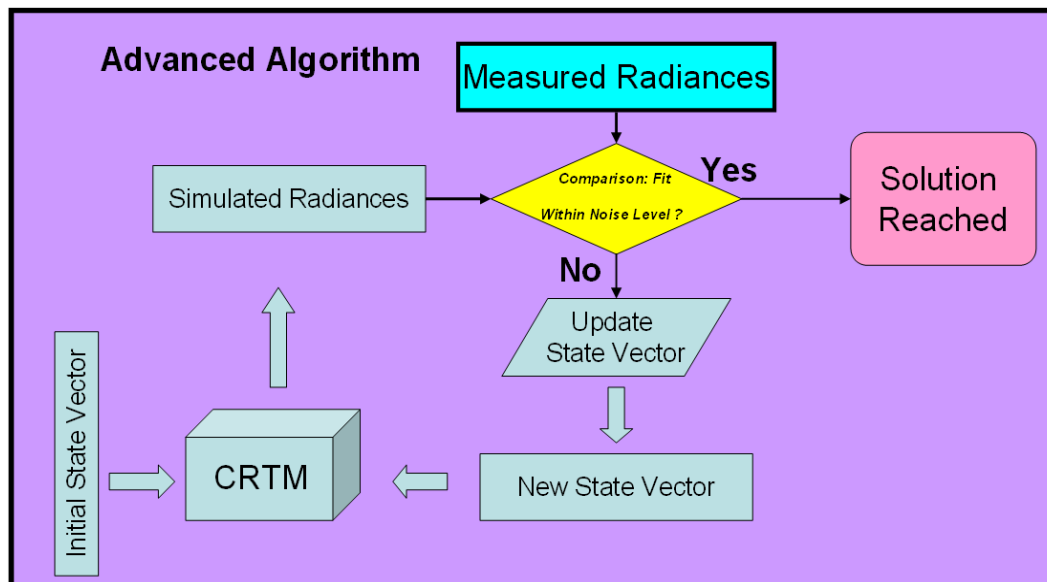 Advanced Algorithm
Measured Radiances
Simulated Radiances
Comparison: Fit
Within Noise Level ?
Yes
Solution
Reached
No
Update
State Vector
Initial State Vector
CRTM
New State Vector